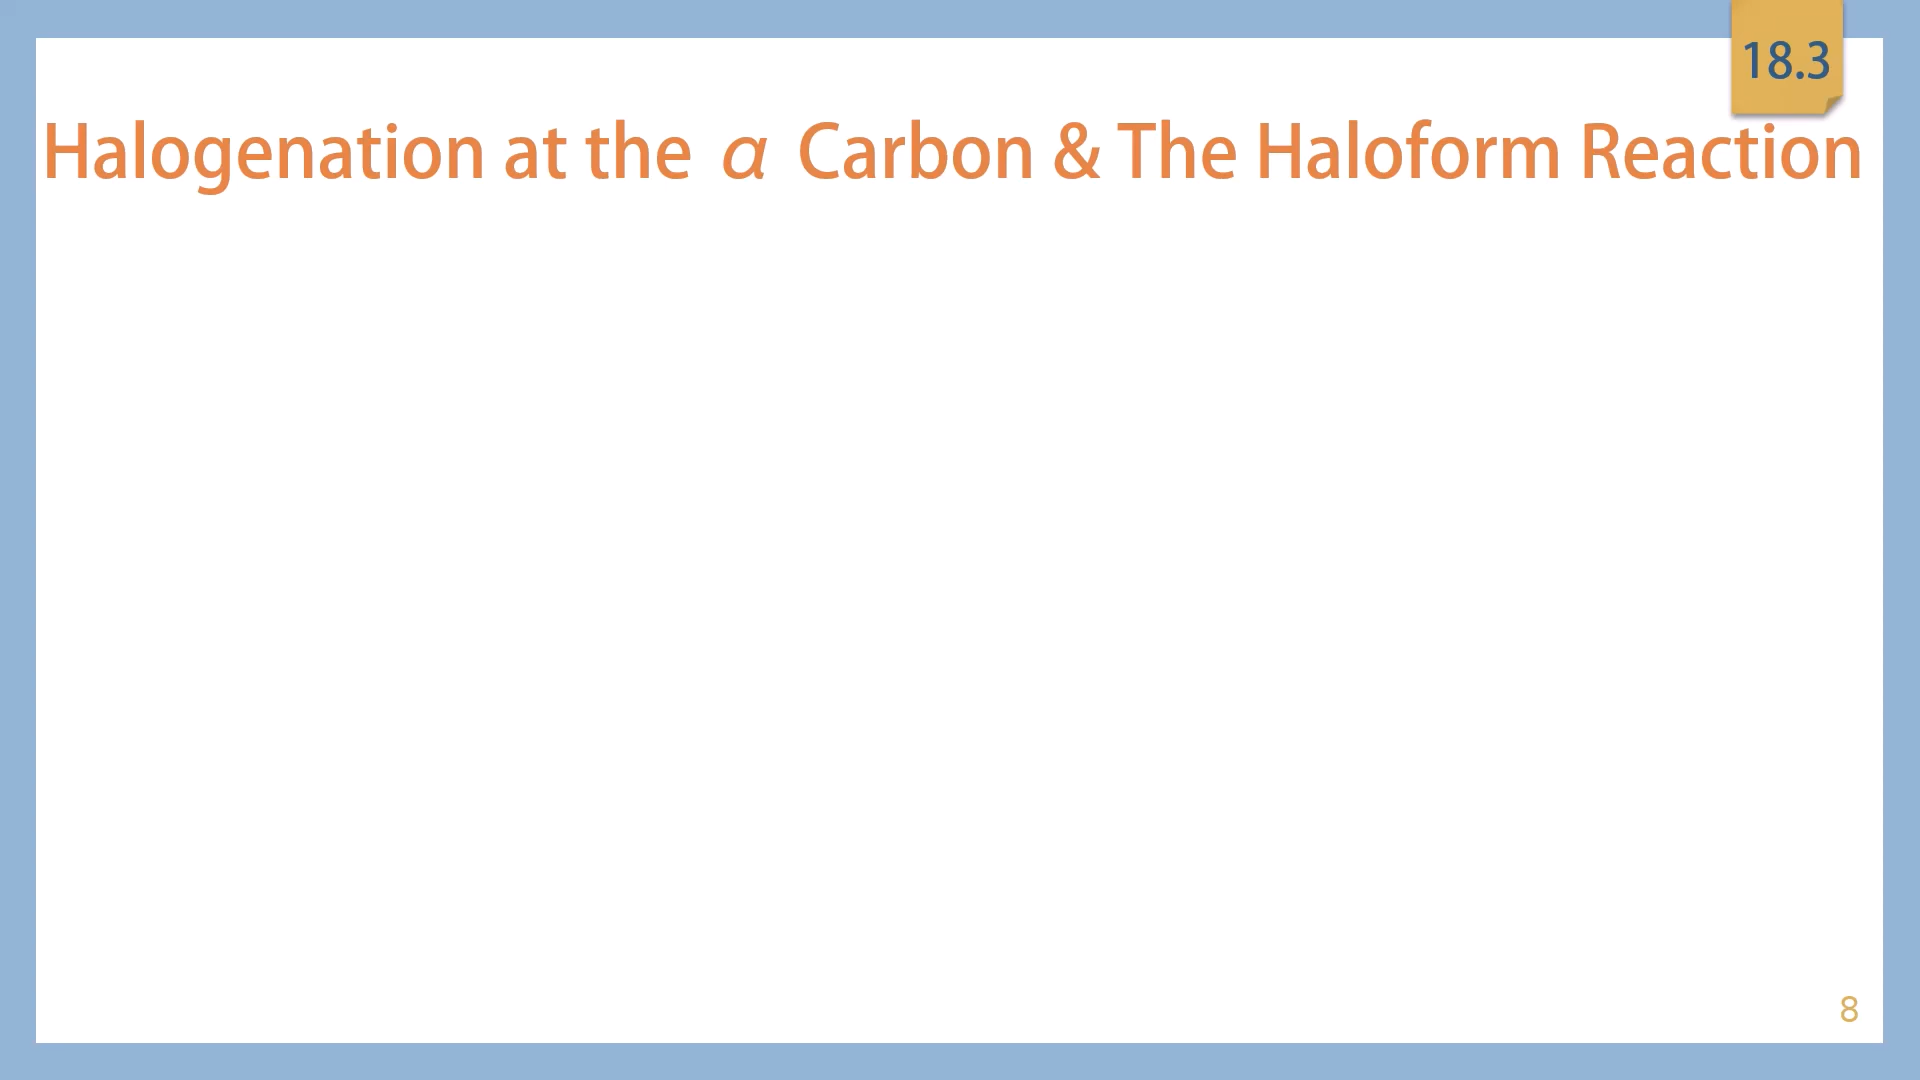 18.3
Halogenation at the α Carbon & The Haloform Reaction
8